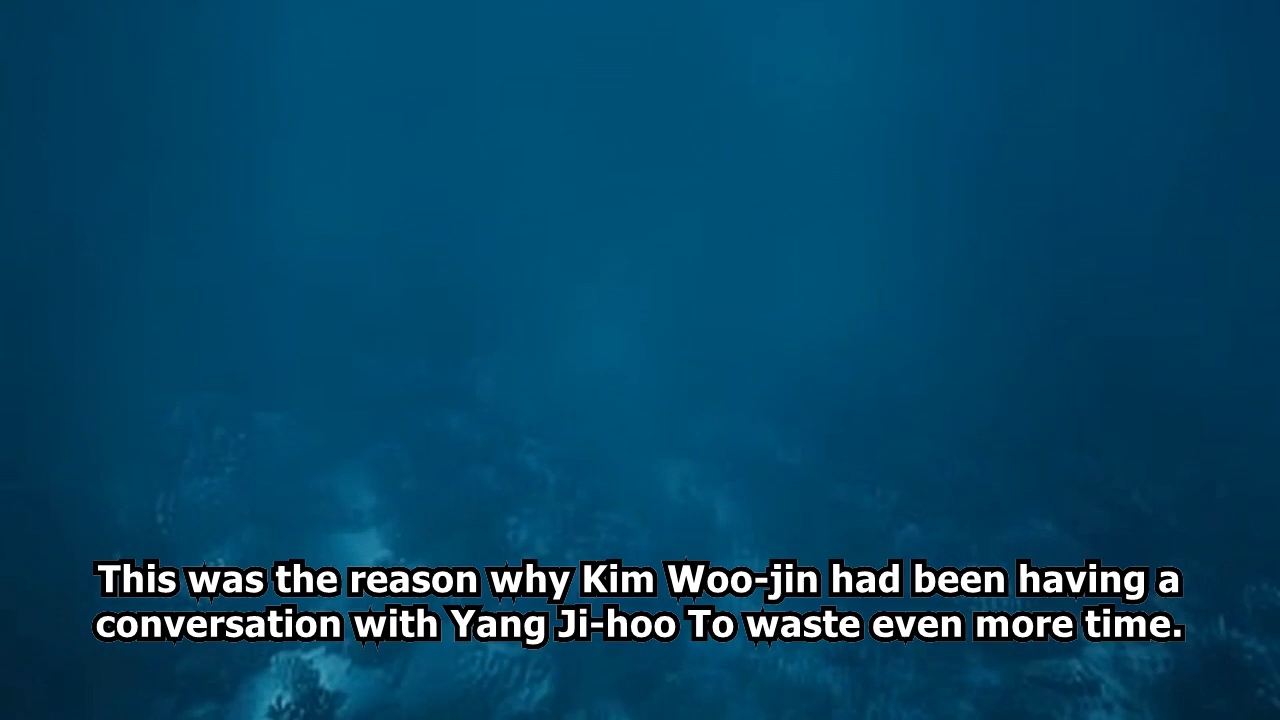 This was the reason why Kim Woo-jin had been having a
conversation with Yang Ji-hoo To waste even more time.